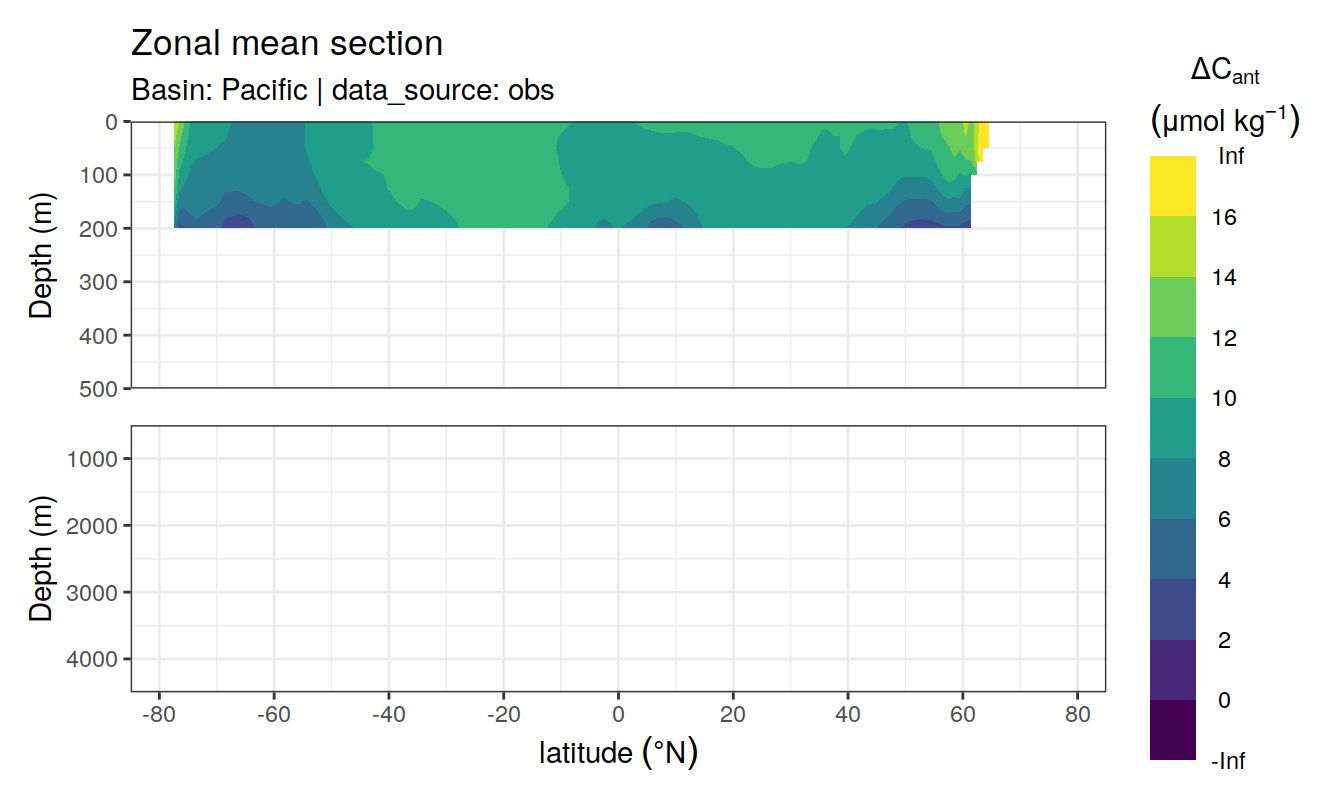 Zonal mean section
Basin: Pacific | data_source: obs
ΔCant
(μmol kg⁻¹)
Inf
16
14
12
10
8
6
4
2
0
-Inf
Depth (m)
0
100
200
300
400
500
Depth (m)
1000
2000
3000
4000
-80 -60 -40 -20 0 20 40 60 80
latitude (°N)